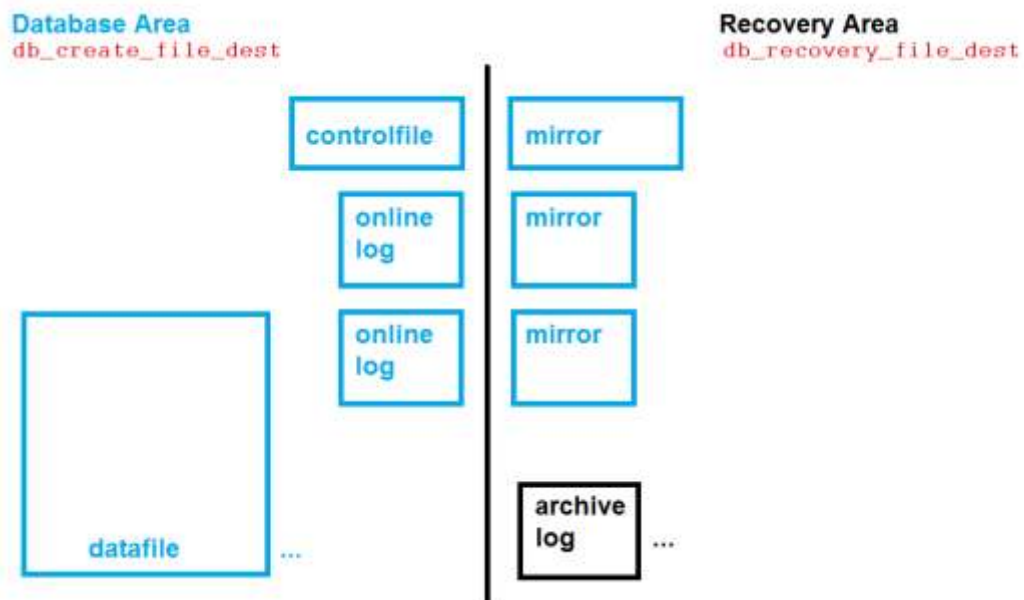 Database Area
db_create_file_dest
Recovery Area
db_recovery_file_dest
controlfile
mirror
online
log
mirror
online
log
mirror
datafile
...
archive
log
...